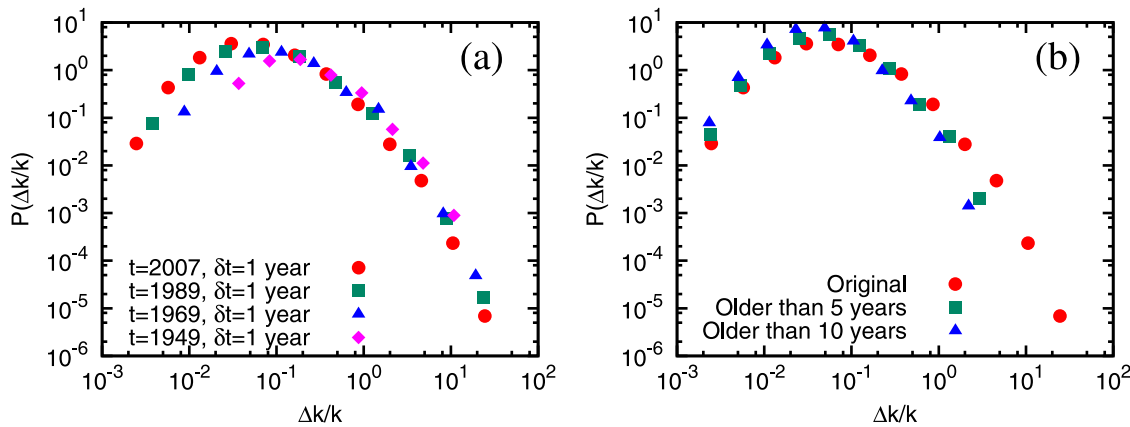 (a)
P(Δk/k)
10^1
10^0
10^-1
10^-2
10^-3
10^-4
10^-5
10^-6
t=2007, δt=1 year
t=1989, δt=1 year
t=1969, δt=1 year
t=1949, δt=1 year
10^-3 10^-2 10^-1 10^0 10^1 10^2
Δk/k
(b)
P(Δk/k)
10^1
10^0
10^-1
10^-2
10^-3
10^-4
10^-5
10^-6
Original
Older than 5 years
Older than 10 years
10^-3 10^-2 10^-1 10^0 10^1 10^2
Δk/k